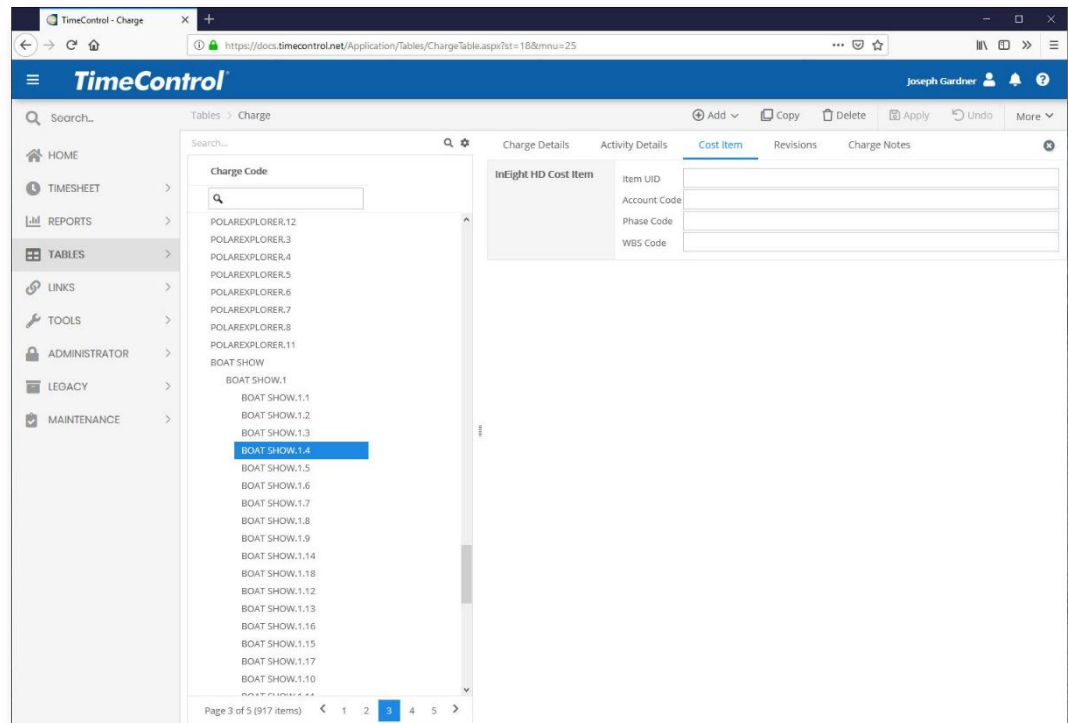 TimeControl - Charge
https://docs.timecontrol.net/Application/Tables/ChargeTable.aspx?st=18&mnu=25
TimeControl
Joseph Gardner
Search...
Tables > Charge
Add
Copy
Delete
Apply
Undo
More
HOME
TIMESHEET
REPORTS
TABLES
LINKS
TOOLS
ADMINISTRATOR
LEGACY
MAINTENANCE
Search...
Charge Code
POLAREXPLORER.12
POLAREXPLORER.3
POLAREXPLORER.4
POLAREXPLORER.5
POLAREXPLORER.6
POLAREXPLORER.7
POLAREXPLORER.8
POLAREXPLORER.11
BOAT SHOW
BOAT SHOW.1
BOAT SHOW.1.1
BOAT SHOW.1.2
BOAT SHOW.1.3
BOAT SHOW.1.4
BOAT SHOW.1.5
BOAT SHOW.1.6
BOAT SHOW.1.7
BOAT SHOW.1.8
BOAT SHOW.1.9
BOAT SHOW.1.14
BOAT SHOW.1.18
BOAT SHOW.1.12
BOAT SHOW.1.13
BOAT SHOW.1.16
BOAT SHOW.1.15
BOAT SHOW.1.17
BOAT SHOW.1.10
Page 3 of 5 (917 items) 1 2 3 4 5
Charge Details
Activity Details
Cost Item
Revisions
Charge Notes
InEight HD Cost Item
Item UID
Account Code
Phase Code
WBS Code